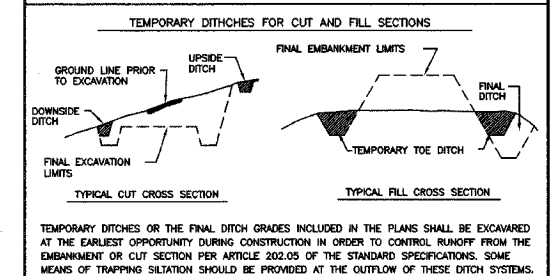 TEMPORARY DITHCHES FOR CUT AND FILL SECTIONS
UPSIDE
DITCH
GROUND LINE PRIOR
TO EXCAVATION
DOWNSIDE
DITCH
FINAL EXCAVATION
LIMITS
TYPICAL CUT CROSS SECTION
FINAL EMBANKMENT LIMITS
FINAL
DITCH
TEMPORARY TOE DITCH
TYPICAL FILL CROSS SECTION
TEMPORARY DITCHES OR THE FINAL DITCH GRADES INCLUDED IN THE PLANS SHALL BE EXCAVARED
AT THE EARLIEST OPPORTUNITY DURING CONSTRUCTION IN ORDER TO CONTROL RUNOFF FROM THE
EMBANKMENT OR CUT SECTION PER ARTICLE 202.05 OF THE STANDARD SPECIFICATIONS. SOME
MEANS OF TRAPPING SILTATION SHOULD BE PROVIDED AT THE OUTFLOW OF THESE DITCH SYSTEMS.